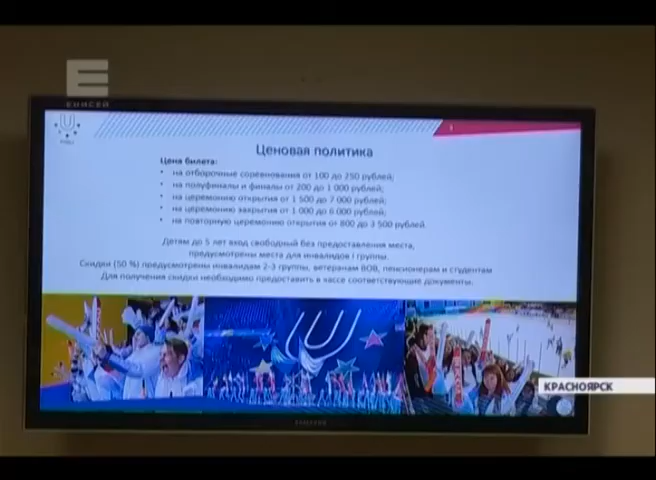 Е
ЕНИСЕЙ
Ценовая политика
Цена билета:
• на отборочные соревнования от 100 до 250 рублей;
• на полуфиналы и финалы от 200 до 1 000 рублей;
• на церемонию открытия от 1 500 до 7 000 рублей;
• на церемонию закрытия от 1 000 до 6 000 рублей;
• на повторную церемонию открытия от 800 до 3 500 рублей.
Детям до 5 лет вход свободный без предоставления места,
предусмотрены места для инвалидов I группы.
Скидки (50 %) предусмотрены инвалидам 2-3 группы, ветеранам ВОВ, пенсионерам и студентам
Для получения скидки необходимо предоставить в кассе соответствующие документы.
КРАСНОЯРСК
SAMSUNG